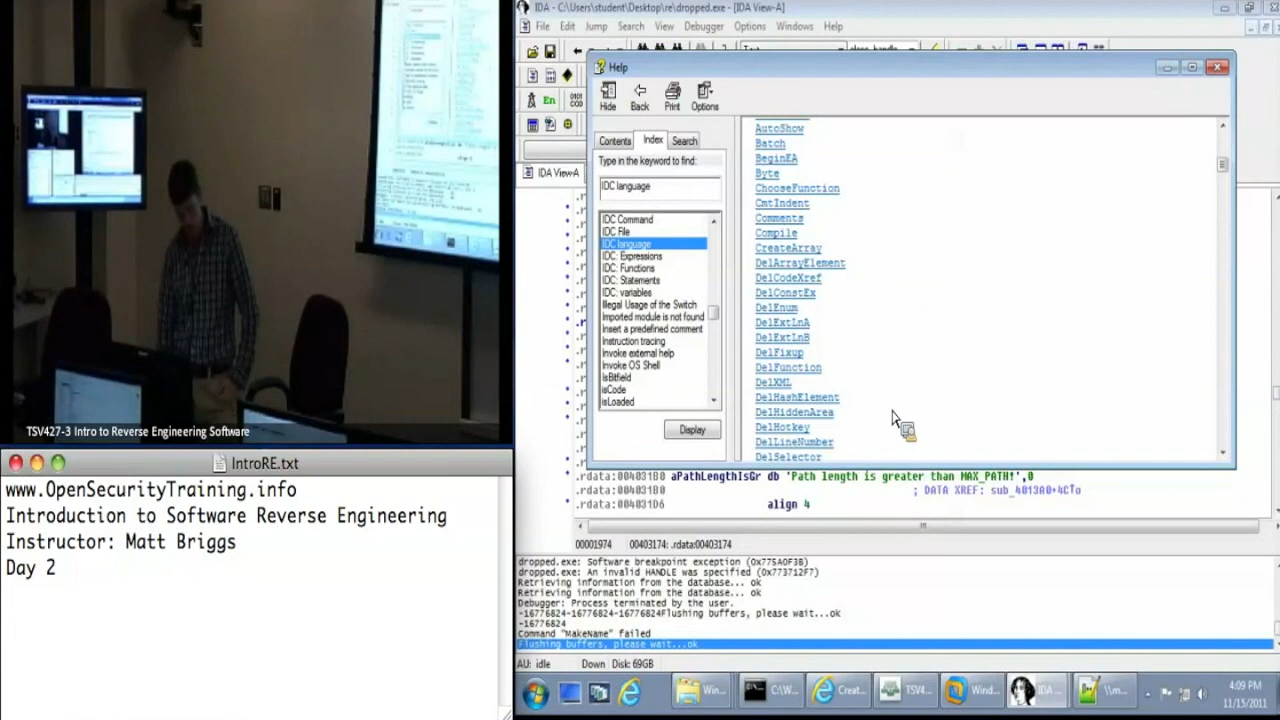 TSV427-3 Intro to Reverse Engineering Software
IntroRE.txt
www.OpenSecurityTraining.info
Introduction to Software Reverse Engineering
Instructor: Matt Briggs
Day 2
IDA - C:\Users\student\Desktop\re\dropped.exe - [IDA View-A]
File Edit Jump Search View Debugger Options Windows Help
En
IDA View-A
Help
Hide Back Print Options
Contents Index Search
Type in the keyword to find:
IDC language
IDC Command
IDC File
IDC language
IDC: Expressions
IDC: Functions
IDC: Statements
IDC: variables
Illegal Usage of the Switch
Imported module is not found
Insert a predefined comment
Instruction tracing
Invoke external help
Invoke OS Shell
isBitfield
isCode
isLoaded
Display
AutoShow
Batch
BeginEA
Byte
ChooseFunction
CmtIndent
Comments
Compile
CreateArray
DelArrayElement
DelCodeXref
DelConstEx
DelEnum
DelExtLnA
DelExtLnB
DelFixup
DelFunction
DelXML
DelHashElement
DelHiddenArea
DelHotkey
DelLineNumber
DelSelector
.rdata:004031B0 aPathLengthIsGr db 'Path length is greater than MAX_PATH!',0
.rdata:004031B0 ; DATA XREF: sub_4013A0+4C↑o
.rdata:004031D6 align 4
00001974 00403174: .rdata:00403174
dropped.exe: Software breakpoint exception (0x775A0F3B)
dropped.exe: An invalid HANDLE was specified (0x773712F7)
Retrieving information from the database... ok
Retrieving information from the database... ok
Debugger: Process terminated by the user.
-16776824-16776824-16776824Flushing buffers, please wait...ok
-16776824
Command "MakeName" failed
Flushing buffers, please wait...ok
AU: idle Down Disk: 69GB
Win... C:\W... Creat... TSV4... Wind... IDA ... \\m...
4:09 PM
11/15/2011